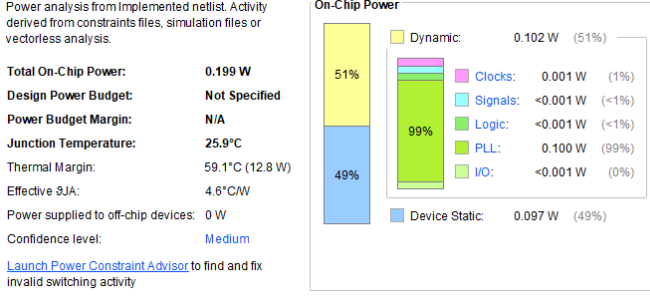 Power analysis from Implemented netlist. Activity
derived from constraints files, simulation files or
vectorless analysis.
Total On-Chip Power: 0.199 W
Design Power Budget: Not Specified
Power Budget Margin: N/A
Junction Temperature: 25.9°C
Thermal Margin: 59.1°C (12.8 W)
Effective ϑJA: 4.6°C/W
Power supplied to off-chip devices: 0 W
Confidence level: Medium
Launch Power Constraint Advisor to find and fix
invalid switching activity
On-Chip Power
51%
49%
Dynamic: 0.102 W (51%)
99%
Clocks: 0.001 W (1%)
Signals: <0.001 W (<1%)
Logic: <0.001 W (<1%)
PLL: 0.100 W (99%)
I/O: <0.001 W (0%)
Device Static: 0.097 W (49%)